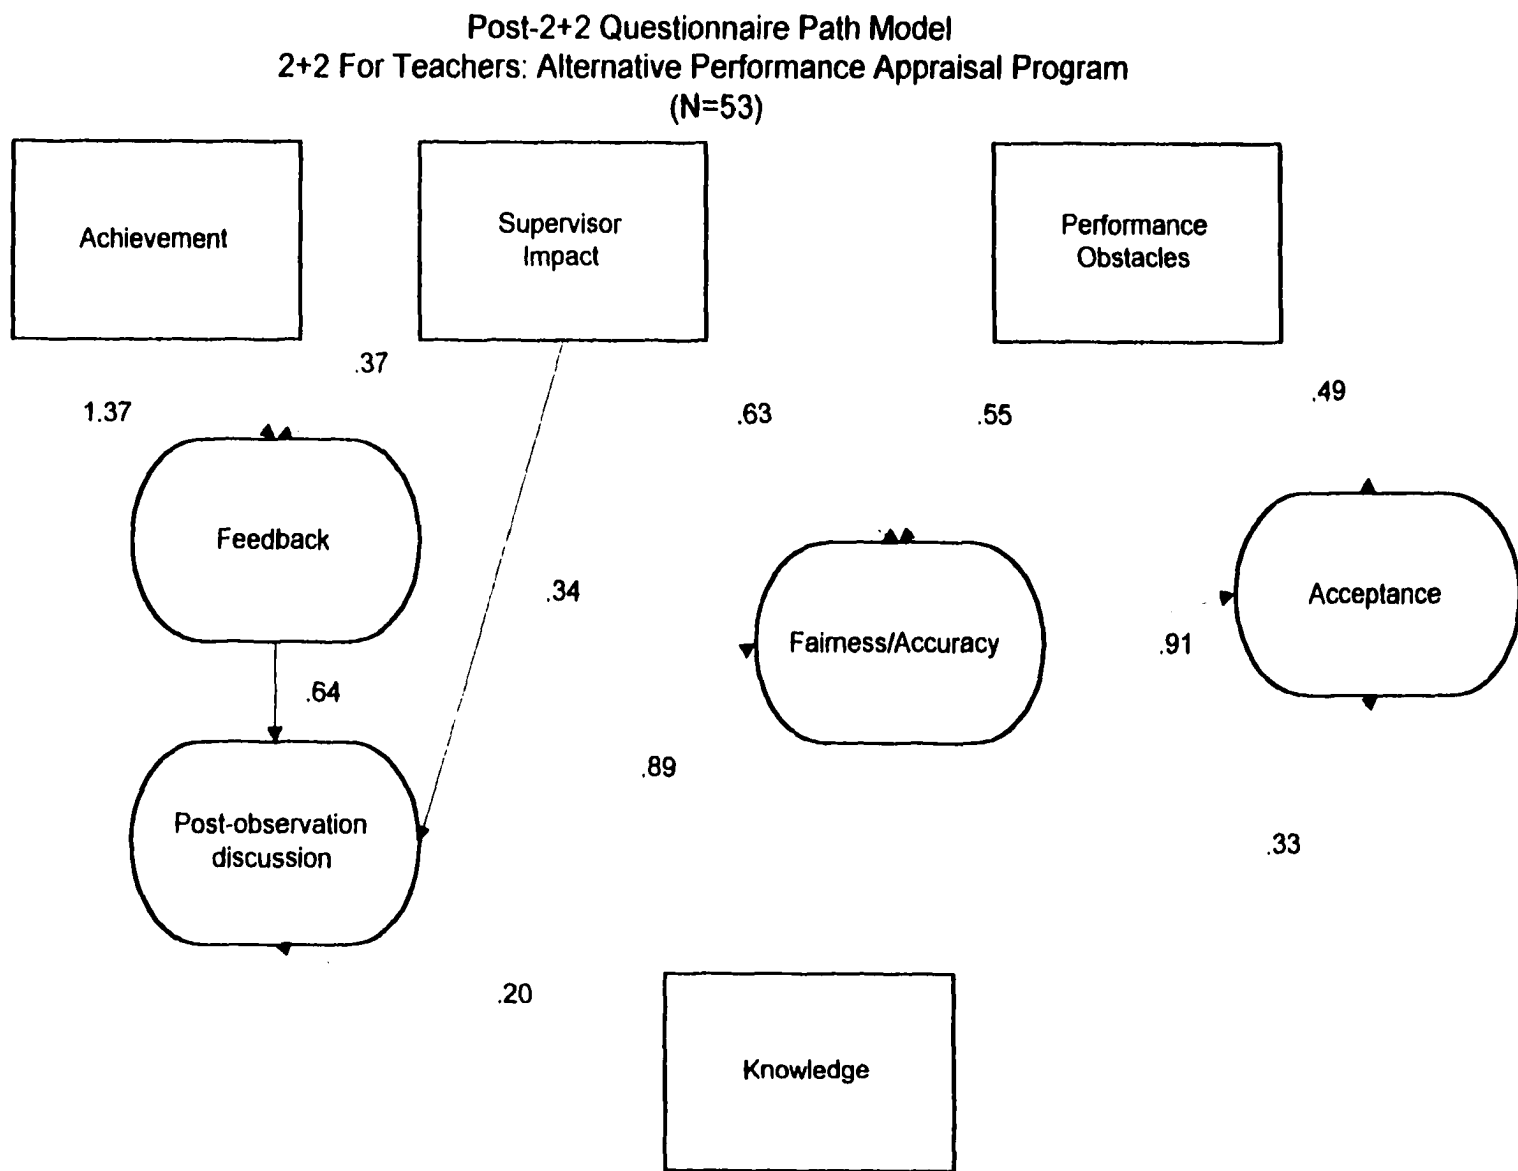 Post-2+2 Questionnaire Path Model
2+2 For Teachers: Alternative Performance Appraisal Program
(N=53)
Achievement
Supervisor
Impact
Performance
Obstacles
.37
1.37
.63
.55
.49
Feedback
.34
Fairness/Accuracy
.91
Acceptance
.64
.89
Post-observation
discussion
.33
.20
Knowledge